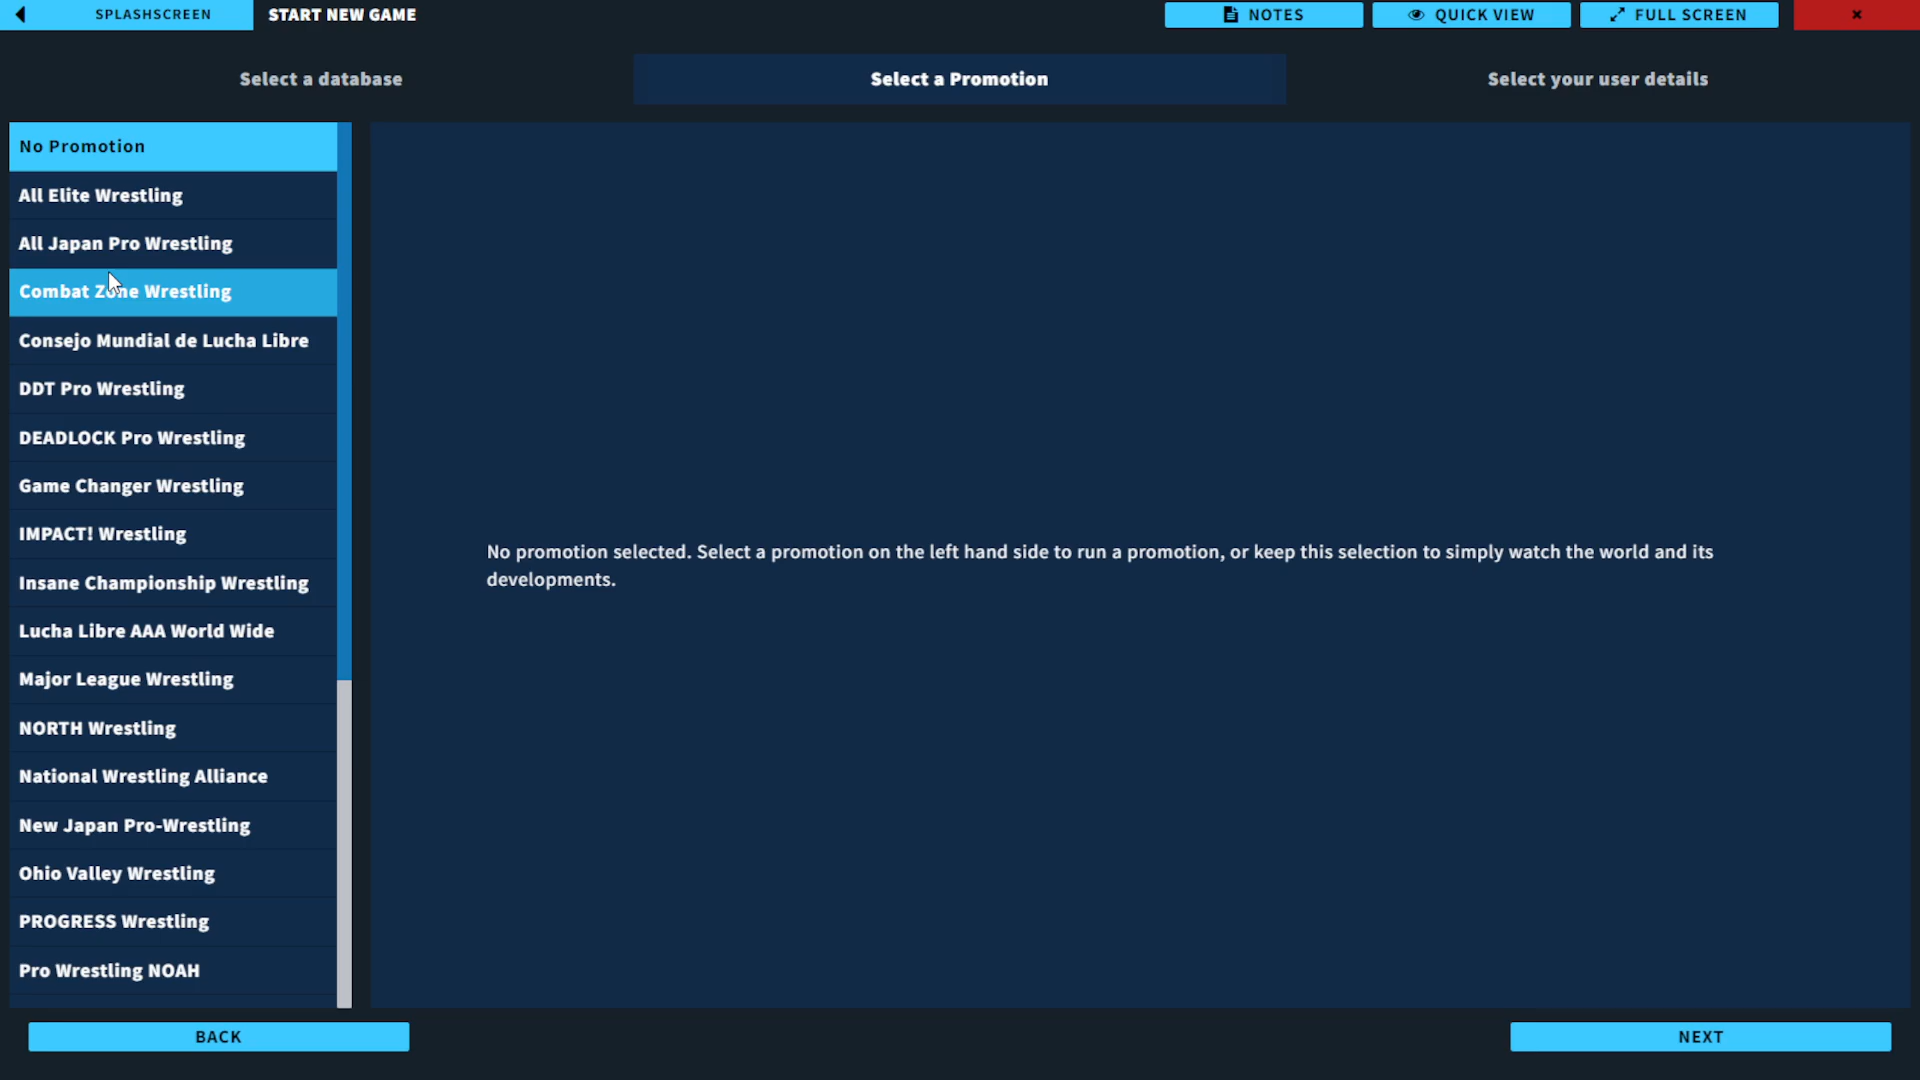 SPLASHSCREEN
START NEW GAME
NOTES
QUICK VIEW
FULL SCREEN
×
Select a database
Select a Promotion
Select your user details
No Promotion
All Elite Wrestling
All Japan Pro Wrestling
Combat Zone Wrestling
Consejo Mundial de Lucha Libre
DDT Pro Wrestling
DEADLOCK Pro Wrestling
Game Changer Wrestling
IMPACT! Wrestling
Insane Championship Wrestling
Lucha Libre AAA World Wide
Major League Wrestling
NORTH Wrestling
National Wrestling Alliance
New Japan Pro-Wrestling
Ohio Valley Wrestling
PROGRESS Wrestling
Pro Wrestling NOAH
No promotion selected. Select a promotion on the left hand side to run a promotion, or keep this selection to simply watch the world and its
developments.
BACK
NEXT